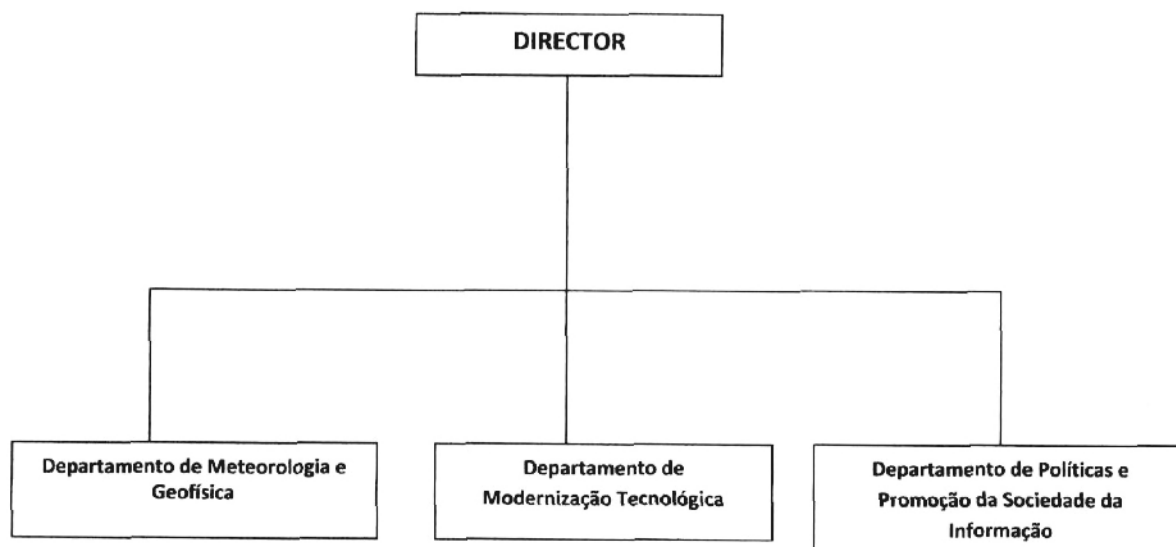 DIRECTOR
Departamento de Meteorologia e
Geofísica
Departamento de
Modernização Tecnológica
Departamento de Políticas e
Promoção da Sociedade da
Informação